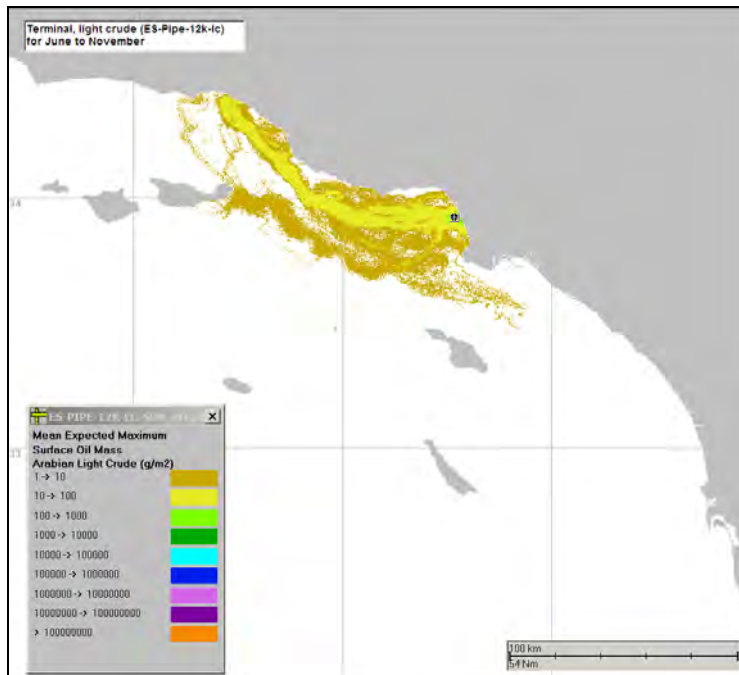 Terminal, light crude (ES-Pipe-12k-lc)
for June to November
Mean Expected Maximum
Surface Oil Mass
Arabian Light Crude (g/m2)
1 -> 10
10 -> 100
100 -> 1000
1000 -> 10000
10000 -> 100000
100000 -> 1000000
1000000 -> 10000000
10000000 -> 100000000
> 100000000
100 km
54 Nm